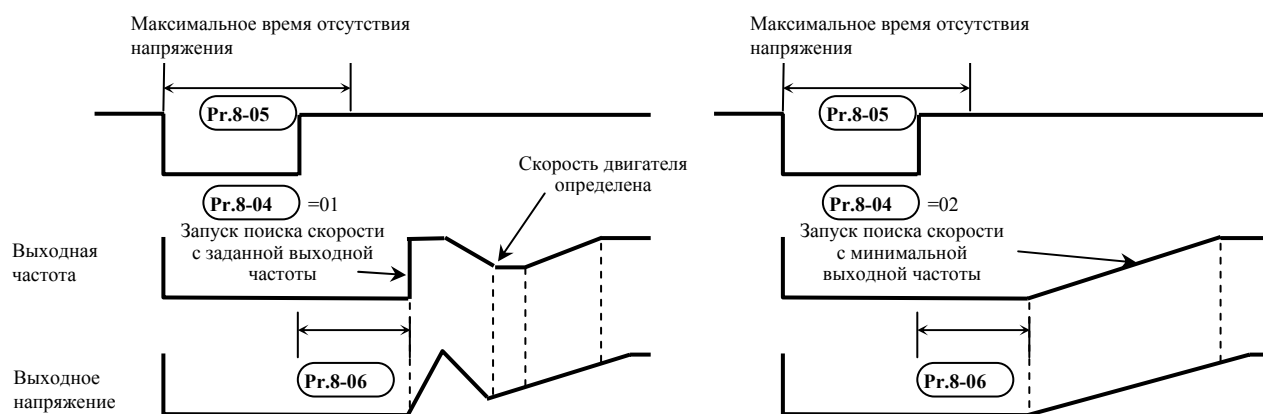 Максимальное время отсутствия
напряжения
Pr.8-05
Скорость двигателя
определена
Pr.8-04 =01
Запуск поиска скорости
с заданной выходной
частоты
Выходная
частота
Pr.8-06
Выходное
напряжение
Максимальное время отсутствия
напряжения
Pr.8-05
Pr.8-04 =02
Запуск поиска скорости
с минимальной
выходной частоты
Pr.8-06